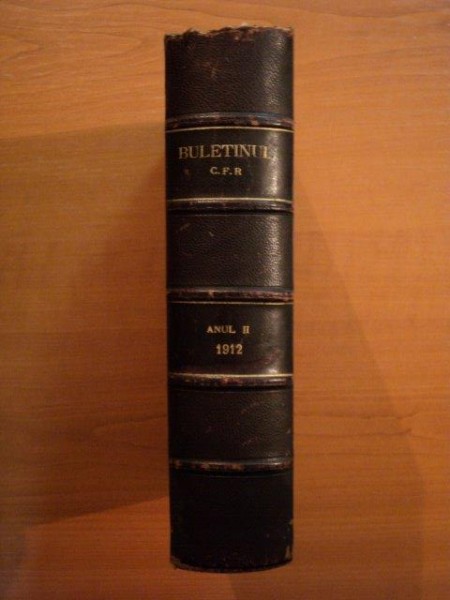 BULETINUL
C.F.R
ANUL II
1912